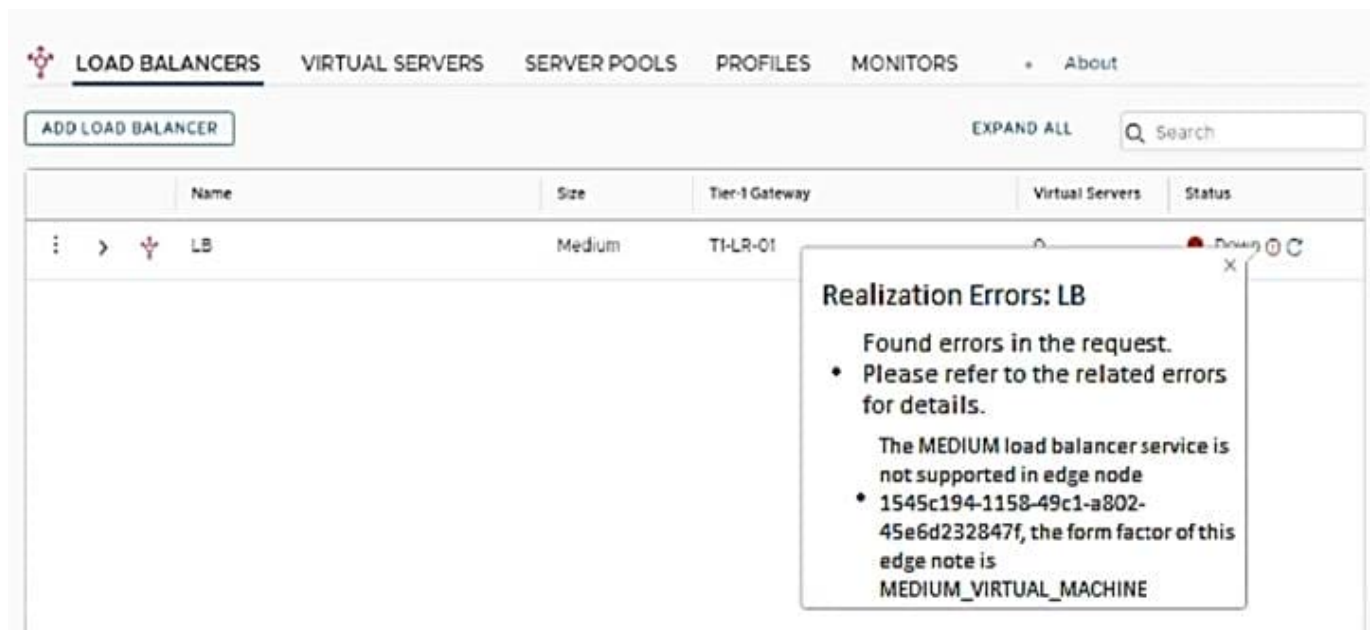 LOAD BALANCERS VIRTUAL SERVERS SERVER POOLS PROFILES MONITORS • About
ADD LOAD BALANCER EXPAND ALL Search
Name Size Tier-1 Gateway Virtual Servers Status
LB Medium T1-LR-01 0 Down
Realization Errors: LB
Found errors in the request.
• Please refer to the related errors
for details.
The MEDIUM load balancer service is
not supported in edge node
• 1545c194-1158-49c1-a802-
45e6d232847f, the form factor of this
edge note is
MEDIUM_VIRTUAL_MACHINE